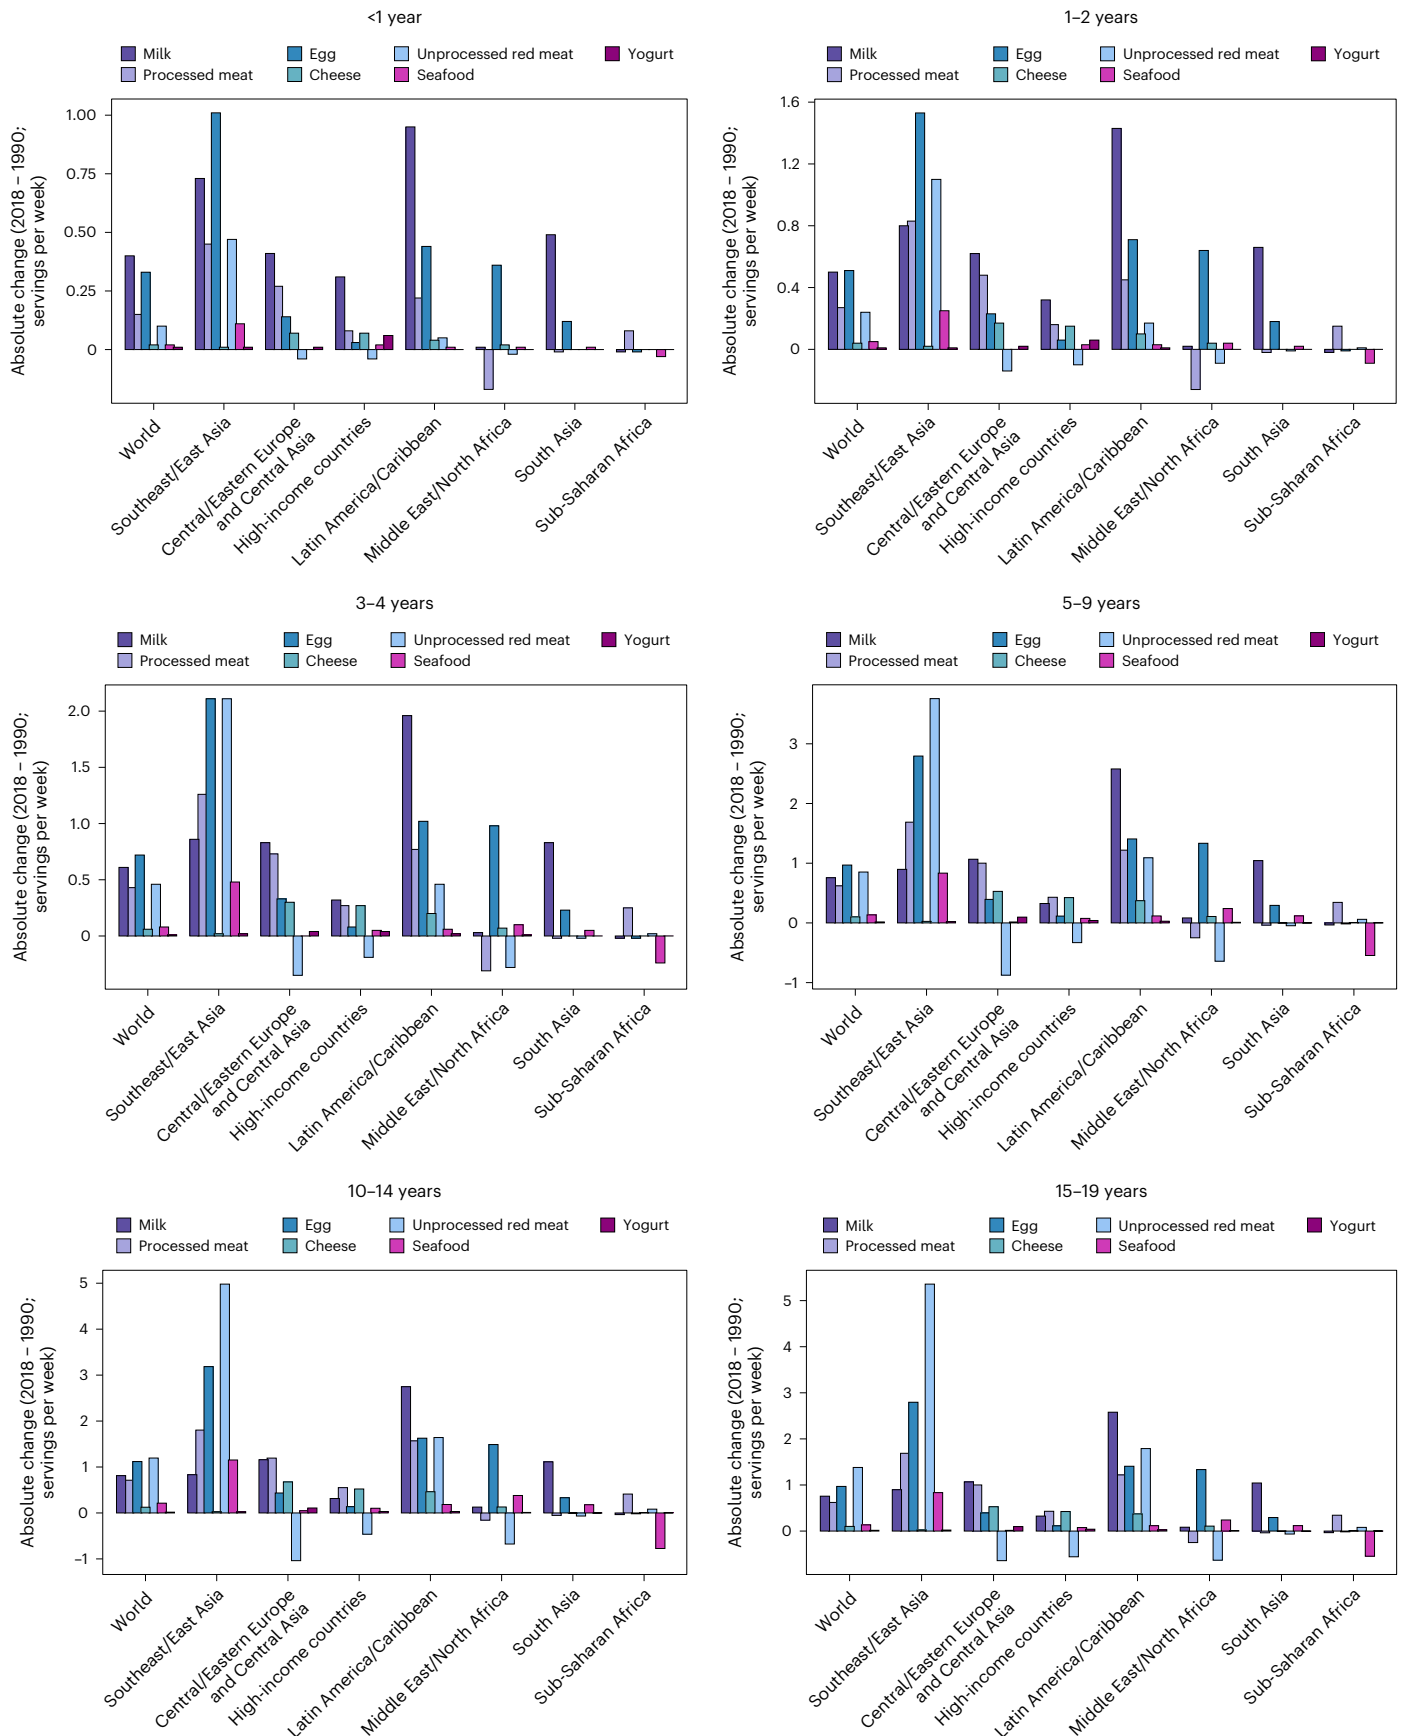 <1 year
Milk Egg Unprocessed red meat Yogurt
Processed meat Cheese Seafood
Absolute change (2018 – 1990;
servings per week)
1.00
0.75
0.50
0.25
0
World
Southeast/East Asia
Central/Eastern Europe
and Central Asia
High-income countries
Latin America/Caribbean
Middle East/North Africa
South Asia
Sub-Saharan Africa
1–2 years
Milk Egg Unprocessed red meat Yogurt
Processed meat Cheese Seafood
Absolute change (2018 – 1990;
servings per week)
1.6
1.2
0.8
0.4
0
World
Southeast/East Asia
Central/Eastern Europe
and Central Asia
High-income countries
Latin America/Caribbean
Middle East/North Africa
South Asia
Sub-Saharan Africa
3–4 years
Milk Egg Unprocessed red meat Yogurt
Processed meat Cheese Seafood
Absolute change (2018 – 1990;
servings per week)
2.0
1.5
1.0
0.5
0
World
Southeast/East Asia
Central/Eastern Europe
and Central Asia
High-income countries
Latin America/Caribbean
Middle East/North Africa
South Asia
Sub-Saharan Africa
5–9 years
Milk Egg Unprocessed red meat Yogurt
Processed meat Cheese Seafood
Absolute change (2018 – 1990;
servings per week)
3
2
1
0
–1
World
Southeast/East Asia
Central/Eastern Europe
and Central Asia
High-income countries
Latin America/Caribbean
Middle East/North Africa
South Asia
Sub-Saharan Africa
10–14 years
Milk Egg Unprocessed red meat Yogurt
Processed meat Cheese Seafood
Absolute change (2018 – 1990;
servings per week)
5
4
3
2
1
0
–1
World
Southeast/East Asia
Central/Eastern Europe
and Central Asia
High-income countries
Latin America/Caribbean
Middle East/North Africa
South Asia
Sub-Saharan Africa
15–19 years
Milk Egg Unprocessed red meat Yogurt
Processed meat Cheese Seafood
Absolute change (2018 – 1990;
servings per week)
5
4
3
2
1
0
World
Southeast/East Asia
Central/Eastern Europe
and Central Asia
High-income countries
Latin America/Caribbean
Middle East/North Africa
South Asia
Sub-Saharan Africa